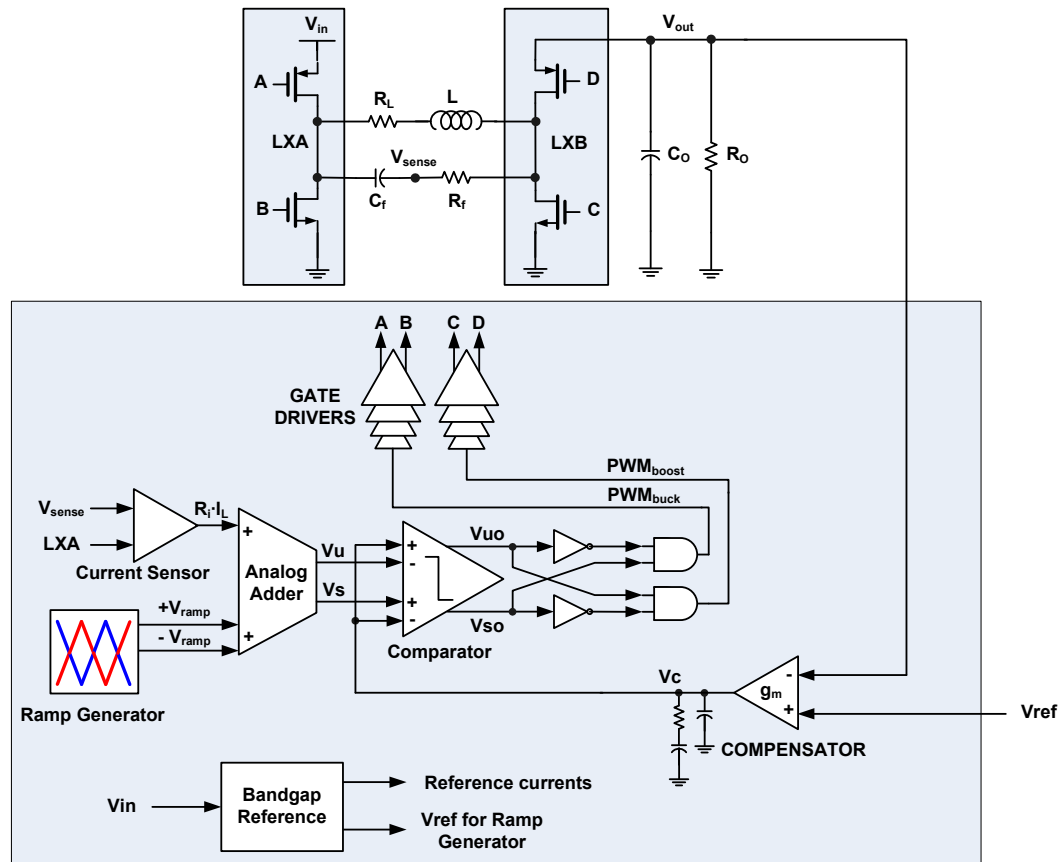 Vin
Vout
A
D
RL
L
LXA
LXB
Vsense
CO
RO
B
Cf
Rf
C
A
B
C
D
GATE
DRIVERS
PWMboost
PWMbuck
Vsense
Ri·IL
LXA
Current Sensor
+
+
Analog
Adder
Vu
Vs
+
-
+
-
Vuo
Vso
Comparator
+Vramp
- Vramp
Ramp Generator
Vc
gm
-
+
COMPENSATOR
Vref
Vin
Bandgap
Reference
Reference currents
Vref for Ramp
Generator